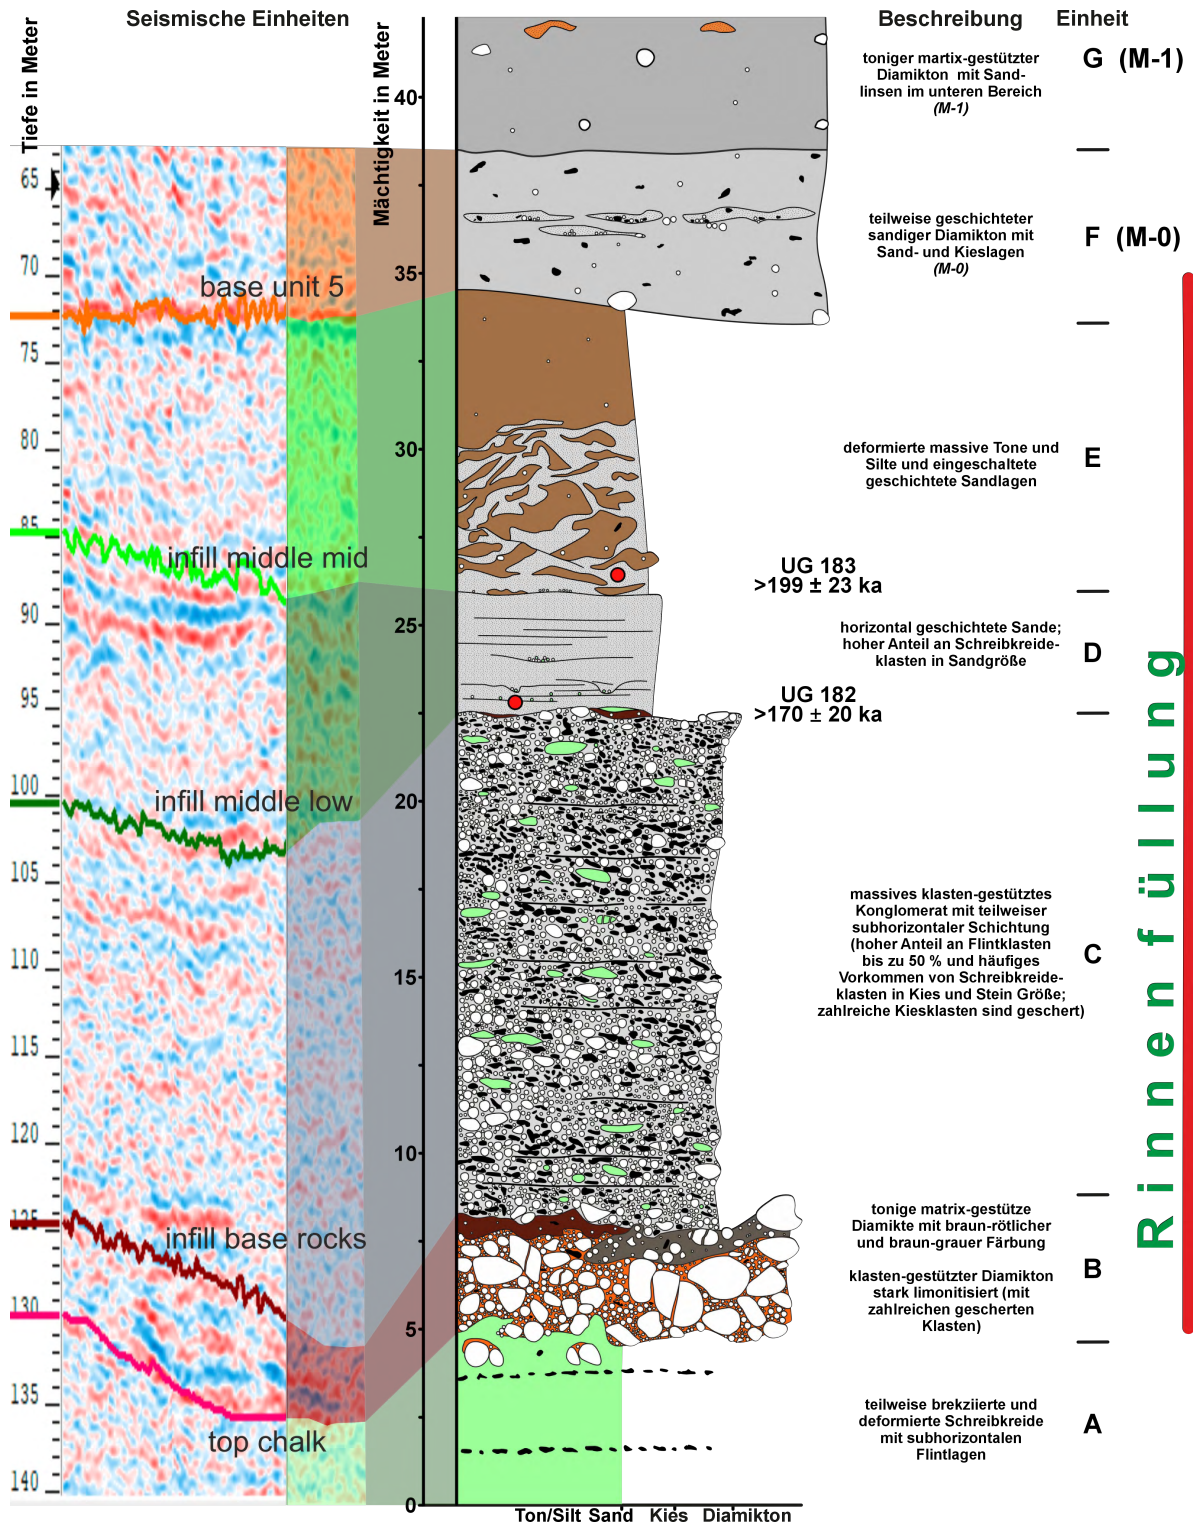 Seismische Einheiten
Beschreibung
Einheit
Tiefe in Meter
Mächtigkeit in Meter
65
70
75
80
85
90
95
100
105
110
115
120
125
130
135
140
base unit 5
infill middle mid
infill middle low
infill base rocks
top chalk
40
35
30
25
20
15
10
5
0
Ton/Silt Sand Kies Diamikton
toniger martix-gestützter
Diamikton mit Sand-
linsen im unteren Bereich
(M-1)
G (M-1)
teilweise geschichteter
sandiger Diamikton mit
Sand- und Kieslagen
(M-0)
F (M-0)
deformierte massive Tone und
Silte und eingeschaltete
geschichtete Sandlagen
E
UG 183
>199 ± 23 ka
horizontal geschichtete Sande;
hoher Anteil an Schreibkreide-
klasten in Sandgröße
D
UG 182
>170 ± 20 ka
massives klasten-gestütztes
Konglomerat mit teilweiser
subhorizontaler Schichtung
(hoher Anteil an Flintklasten
bis zu 50 % und häufiges
Vorkommen von Schreibkreide-
klasten in Kies und Stein Größe;
zahlreiche Kiesklasten sind geschert)
C
tonige matrix-gestütze
Diamikte mit braun-rötlicher
und braun-grauer Färbung
klasten-gestützter Diamikton
stark limonitisiert (mit
zahlreichen gescherten
Klasten)
B
teilweise brekziierte und
deformierte Schreibkreide
mit subhorizontalen
Flintlagen
A
Rinnenfüllung